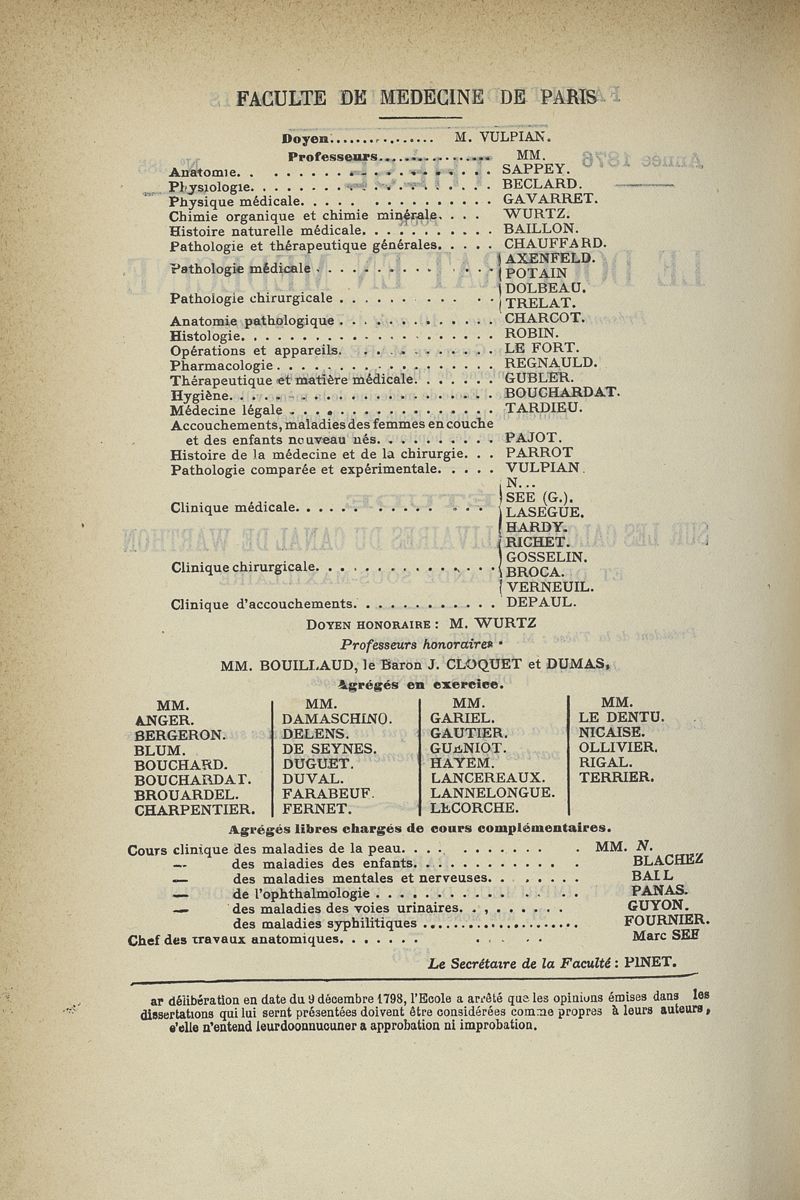 FACULTE DE MEDECINE DE PARIS
Doyen................ M. VULPIAN.
Professeurs.................. MM.
Anatomie. . . . . . . . . . . . . . . . . . . . SAPPEY.
Physiologie. . . . . . . . . . . . . . . . . . . BECLARD.
Physique médicale. . . . . . . . . . . . . . . GAVARRET.
Chimie organique et chimie minérale. . . . WURTZ.
Histoire naturelle médicale. . . . . . . . . . . BAILLON.
Pathologie et thérapeutique générales. . . . . CHAUFFARD.
Pathologie médicale . . . . . . . . . . . . . { AXENFELD.
POTAIN
Pathologie chirurgicale . . . . . . . . . . . { DOLBEAU.
TRELAT.
Anatomie pathologique . . . . . . . . . . . . . CHARCOT.
Histologie. . . . . . . . . . . . . . . . . . . . ROBIN.
Opérations et appareils. . . . . . . . . . . . LE FORT.
Pharmacologie . . . . . . . . . . . . . . . . . REGNAULD.
Thérapeutique et matière médicale. . . . . . . GUBLER.
Hygiène. . . . . . . . . . . . . . . . . . . . . BOUCHARDAT.
Médecine légale . . . . . . . . . . . . . . . . TARDIEU.
Accouchements, maladies des femmes en couche
et des enfants nouveau nés. . . . . . . . . . PAJOT.
Histoire de la médecine et de la chirurgie. . . PARROT
Pathologie comparée et expérimentale. . . . . VULPIAN.
Clinique médicale. . . . . . . . . . . . . . { N...
SEE (G.).
LASEGUE.
HARDY.
Clinique chirurgicale. . . . . . . . . . . . . . { RICHET.
GOSSELIN.
BROCA.
VERNEUIL.
Clinique d'accouchements. . . . . . . . . . . . DEPAUL.
DOYEN HONORAIRE : M. WURTZ
Professeurs honoraires •
MM. BOUILLAUD, le Baron J. CLOQUET et DUMAS.
Agrégés en exercice.
MM. MM. MM. MM.
ANGER. DAMASCHINO. GARIEL. LE DENTU.
BERGERON. DELENS. GAUTIER. NICAISE.
BLUM. DE SEYNES. GUENIOT. OLLIVIER.
BOUCHARD. DUGUET. HAYEM. RIGAL.
BOUCHARDAT. DUVAL. LANCEREAUX. TERRIER.
BROUARDEL. FARABEUF. LANNELONGUE.
CHARPENTIER. FERNET. LECORCHE.
Agrégés libres chargés de cours complémentaires.
Cours clinique des maladies de la peau. . . . . . . . . . . . MM. N.
— des maladies des enfants. . . . . . . . . . . . BLACHEZ
— des maladies mentales et nerveuses. . . . . . . BALL
— de l'ophthalmologie . . . . . . . . . . . . . PANAS.
— des maladies des voies urinaires. . . . . . . . . GUYON.
des maladies syphilitiques ..................... FOURNIER.
Chef des travaux anatomiques. . . . . . . . . . . Marc SEE
Le Secrétaire de la Faculté : PINET.
ar délibération en date du 9 décembre 1798, l'Ecole a arrêté que les opinions émises dans les
dissertations qui lui sernt présentées doivent être considérées comme propres à leurs auteurs,
e'elle n'entend leurdoonnucuner a approbation ni improbation.